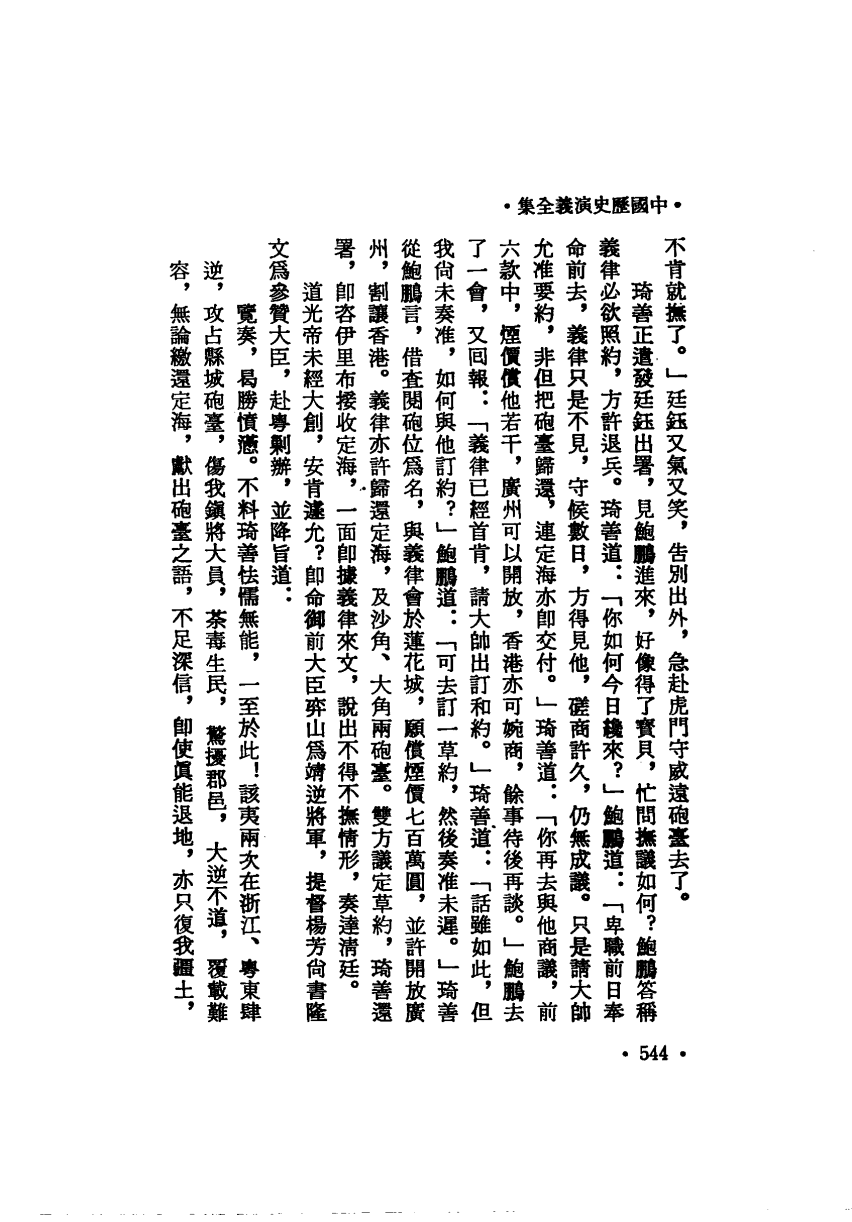 •中國歷史演義全集•
不肯就撫了。」廷鈺又氣又笑，告別出外，急赴虎門守威遠砲臺去了。
琦善正遣發廷鈺出署，見鮑鵬進來，好像得了寶貝，忙問撫議如何？鮑鵬答稱
義律必欲照約，方許退兵。琦善道：「你如何今日纔來？」鮑鵬道：「卑職前日奉
命前去，義律只是不見，守候數日，方得見他，磋商許久，仍無成議。只是請大帥
允准要約，非但把砲臺歸還，連定海亦卽交付。」琦善道：「你再去與他商議，前
六款中，煙價償他若干，廣州可以開放，香港亦可婉商，餘事待後再談。」鮑鵬去
了一會，又回報：「義律已經首肯，請大帥出訂和約。」琦善道：「話雖如此，但
我尙未奏准，如何與他訂約？」鮑鵬道：「可去訂一草約，然後奏准未遲。」琦善
從鮑鵬言，借查閱砲位爲名，與義律會於蓮花城，願償煙價七百萬圓，並許開放廣
州，割讓香港。義律亦許歸還定海，及沙角、大角兩砲臺。雙方議定草約，琦善還
署，卽咨伊里布接收定海，一面卽據義律來文，說出不得不撫情形，奏達淸廷。
道光帝未經大創，安肯遽允？卽命御前大臣弈山爲靖逆將軍，提督楊芳尙書隆
文爲參贊大臣，赴粵剿辦，並降旨道：
覽奏，曷勝憤懣。不料琦善怯懦無能，一至於此！該夷兩次在浙江、粵東肆
逆，攻占縣城砲臺，傷我鎭將大員，荼毒生民，驚擾郡邑，大逆不道，覆載難
容，無論繳還定海，獻出砲臺之語，不足深信，卽使眞能退地，亦只復我疆土，
• 544 •